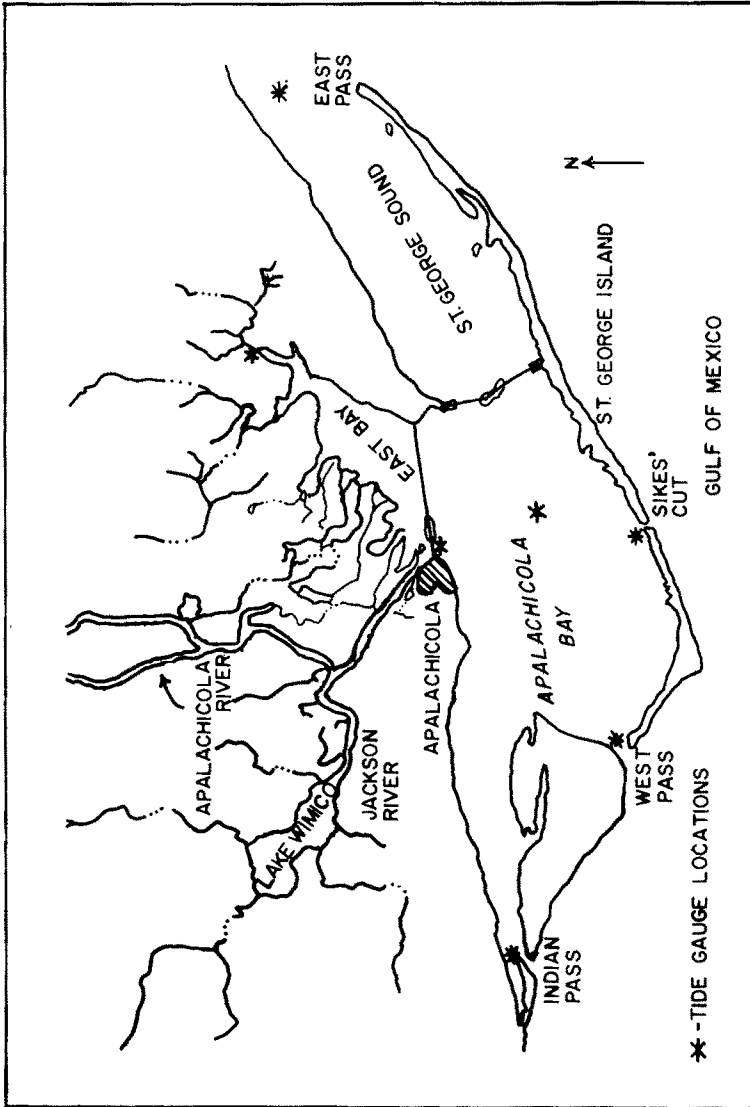 APALACHICOLA
RIVER
LAKE WIMICO
JACKSON
RIVER
EAST BAY
EAST
PASS
ST. GEORGE SOUND
N
APALACHICOLA
APALACHICOLA
BAY
ST. GEORGE ISLAND
INDIAN
PASS
WEST
PASS
SIKES'
CUT
GULF OF MEXICO
-TIDE GAUGE LOCATIONS